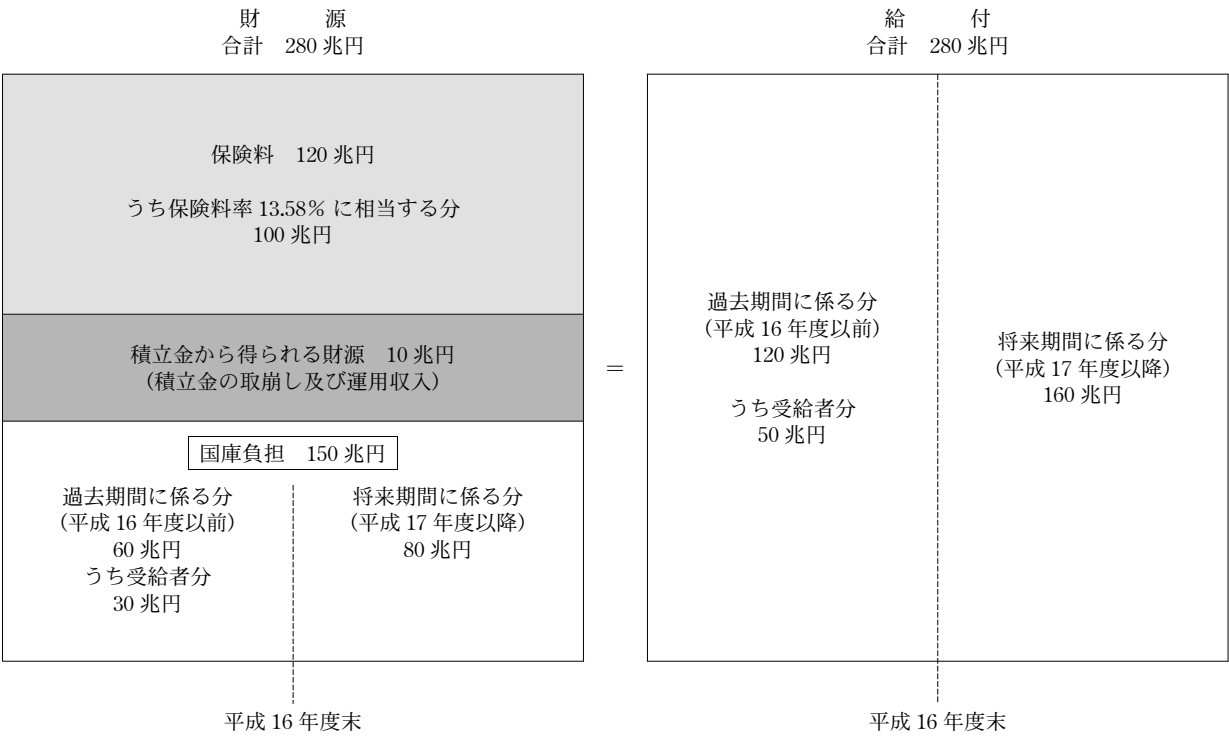 財　源
合計　280 兆円
保険料　120 兆円
うち保険料率 13.58% に相当する分
100 兆円
積立金から得られる財源　10 兆円
(積立金の取崩し及び運用収入)
国庫負担　150 兆円
過去期間に係る分
(平成 16 年度以前)
60 兆円
うち受給者分
30 兆円
将来期間に係る分
(平成 17 年度以降)
80 兆円
平成 16 年度末
=
給　付
合計　280 兆円
過去期間に係る分
(平成 16 年度以前)
120 兆円
うち受給者分
50 兆円
将来期間に係る分
(平成 17 年度以降)
160 兆円
平成 16 年度末